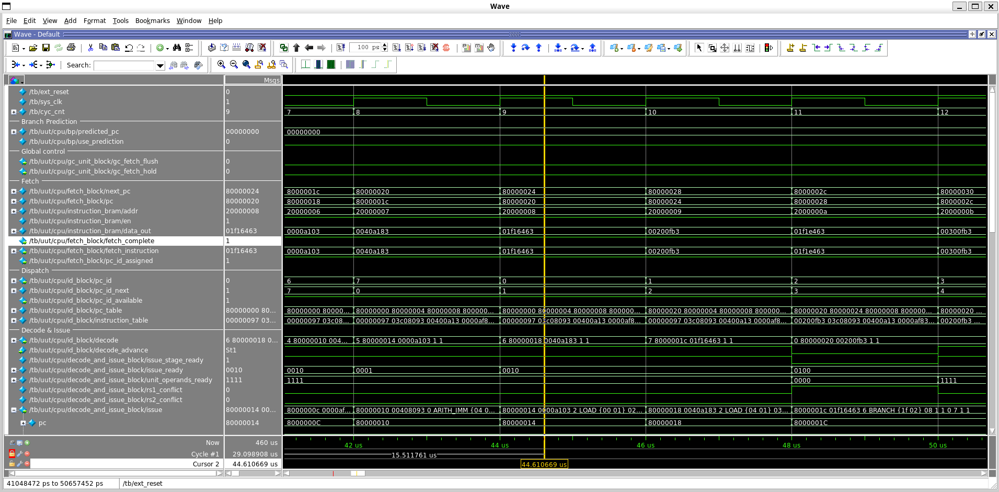 Wave
File Edit View Add Format Tools Bookmarks Window Help
Wave - Default
100 ps
Search:
Msgs
/tb/ext_reset 0
/tb/sys_clk 1
/tb/cyc_cnt 9 7 8 9 10 11 12
Branch Prediction
/tb/uut/cpu/bp/predicted_pc 00000000 00000000
/tb/uut/cpu/bp/use_prediction 0
Global control
/tb/uut/cpu/gc_unit_block/gc_fetch_flush 0
/tb/uut/cpu/gc_unit_block/gc_fetch_hold 0
Fetch
/tb/uut/cpu/fetch_block/next_pc 80000024 8000001c 80000020 80000024 80000028 8000002c 80000030
/tb/uut/cpu/fetch_block/pc 80000020 80000018 8000001c 80000020 80000024 80000028 8000002c
/tb/uut/cpu/instruction_bram/addr 20000008 20000006 20000007 20000008 20000009 2000000a 2000000b
/tb/uut/cpu/instruction_bram/en 1
/tb/uut/cpu/instruction_bram/data_out 01f16463 0000a103 0040a183 01f16463 00200fb3 01f1e463 00300fb3
/tb/uut/cpu/fetch_block/fetch_complete 1
/tb/uut/cpu/fetch_block/fetch_instruction 01f16463 0000a103 0040a183 01f16463 00200fb3 01f1e463 00300fb3
/tb/uut/cpu/fetch_block/pc_id_assigned 1
Dispatch
/tb/uut/cpu/id_block/pc_id 0 6 7 0 1 2 3
/tb/uut/cpu/id_block/pc_id_next 1 7 0 1 2 3 4
/tb/uut/cpu/id_block/pc_id_available 1
/tb/uut/cpu/id_block/pc_table 80000000 80... 80000000 80000... 80000000 80000004 80000008 800000... 80000000 80000004 80000008 800000... 80000020 80000004 80000008 800000... 80000020 80000024 80000008 800000... 80000020 ...
/tb/uut/cpu/id_block/instruction_table 00000097 03... 00000097 03c08... 00000097 03c08093 00400a13 0000af8... 00000097 03c08093 00400a13 0000af8... 00000097 03c08093 00400a13 0000af8... 00200fb3 03c08093 00400a13 0000af83... 00200fb3 ...
Decode & Issue
/tb/uut/cpu/id_block/decode 6 80000018 0... 4 80000010 004... 5 80000014 0000a103 1 1 6 80000018 0040a183 1 1 7 8000001c 01f16463 1 1 0 80000020 00200fb3 1 1
/tb/uut/cpu/id_block/decode_advance St1
/tb/uut/cpu/decode_and_issue_block/issue_stage_ready 1
/tb/uut/cpu/decode_and_issue_block/issue_ready 0010 0010 0001 0010 0100
/tb/uut/cpu/decode_and_issue_block/unit_operands_ready 1111 1111 0000 1111
/tb/uut/cpu/decode_and_issue_block/rs1_conflict 0
/tb/uut/cpu/decode_and_issue_block/rs2_conflict 0
/tb/uut/cpu/decode_and_issue_block/issue 80000014 00... 8000000c 0000af... 80000010 00408093 0 ARITH_IMM {04 0... 80000014 0000a103 2 LOAD {00 01} 02... 80000018 0040a183 2 LOAD {04 01} 03... 8000001c 01f16463 6 BRANCH {1f 02} 08 1 1 0 7 1 1
pc 80000014 8000000C 80000010 80000014 80000018 8000001C
Now 460 us 42 us 44 us 46 us 48 us 50 us
Cycle #1 29.098908 us 15.511761 us
Cursor 2 44.610669 us 44.610669 us
41048472 ps to 50657452 ps /tb/ext_reset